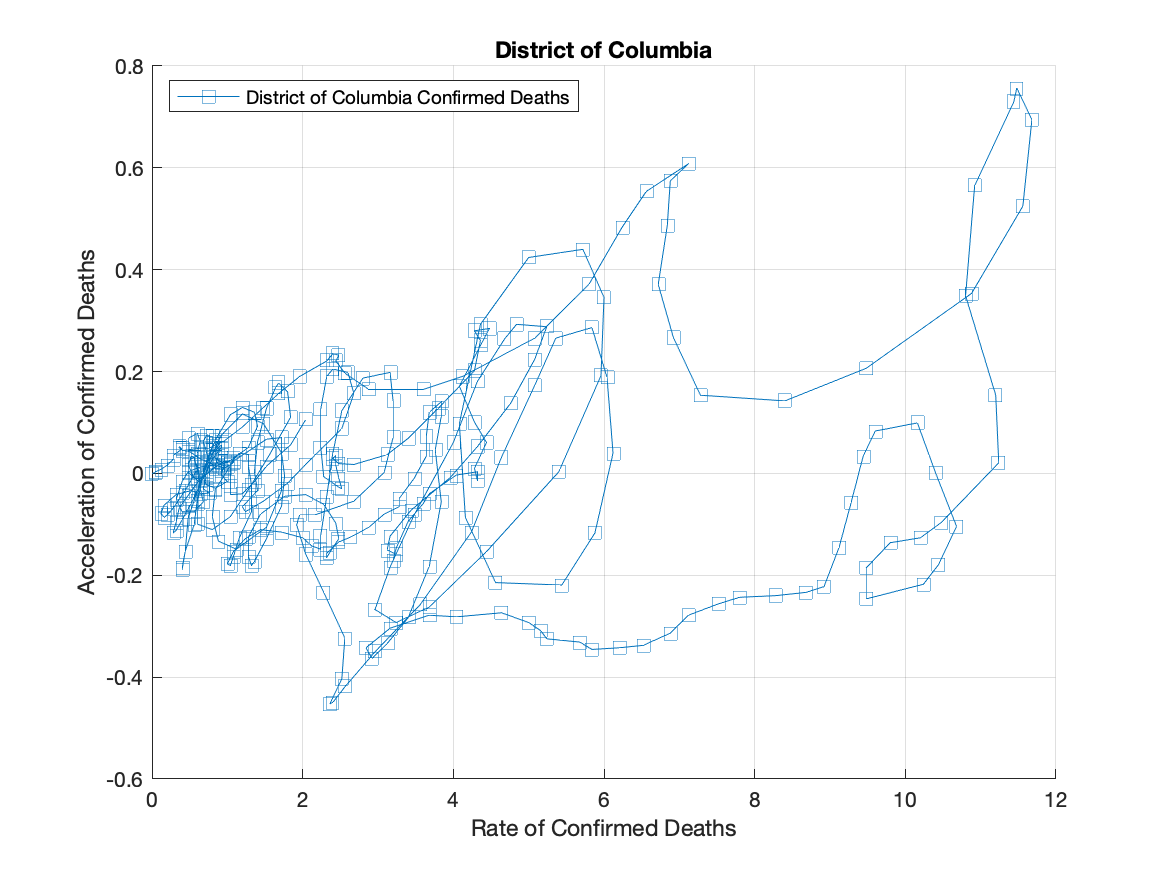 District of Columbia
0.8
District of Columbia Confirmed Deaths
0.6
0.4
0.2
0
-0.2
-0.4
-0.6
Acceleration of Confirmed Deaths
0 2 4 6 8 10 12
Rate of Confirmed Deaths